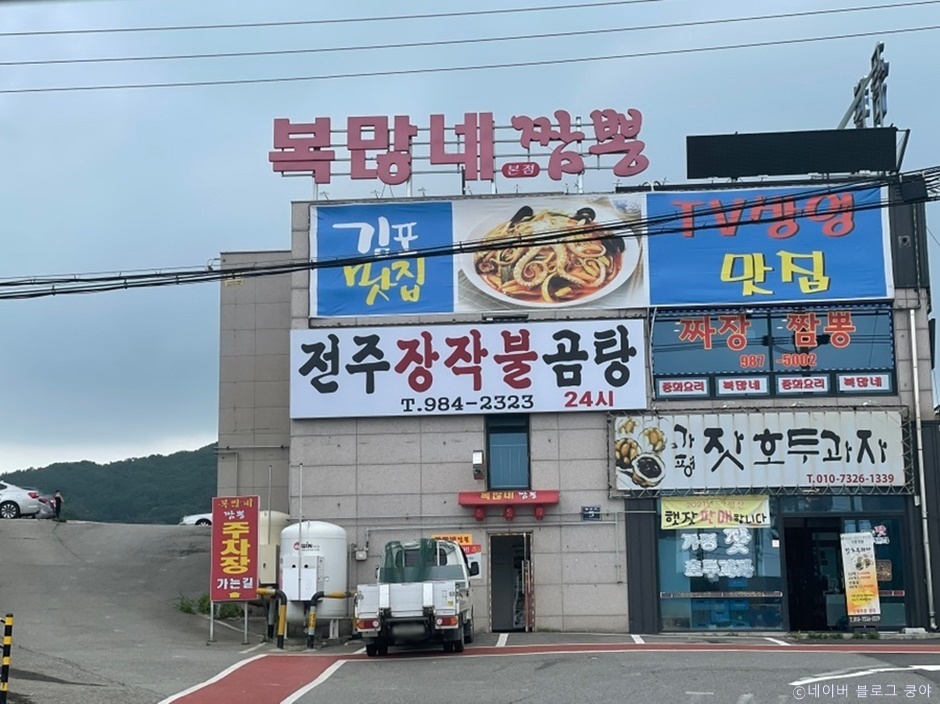 복많네 짬뽕
본점
김포
맛집
TV방영
맛집
전주장작불곰탕
T.984-2323 24시
짜장 짬뽕
987-5002
중화요리 복많네 중화요리 복많네
가평 잣호두과자
T.010-7326-1339
복많네 짬뽕
복많네
짬뽕
주차장
가는길
햇잣판매합니다
가평 잣
호두과자
ⓒ네이버 블로그 쿵야